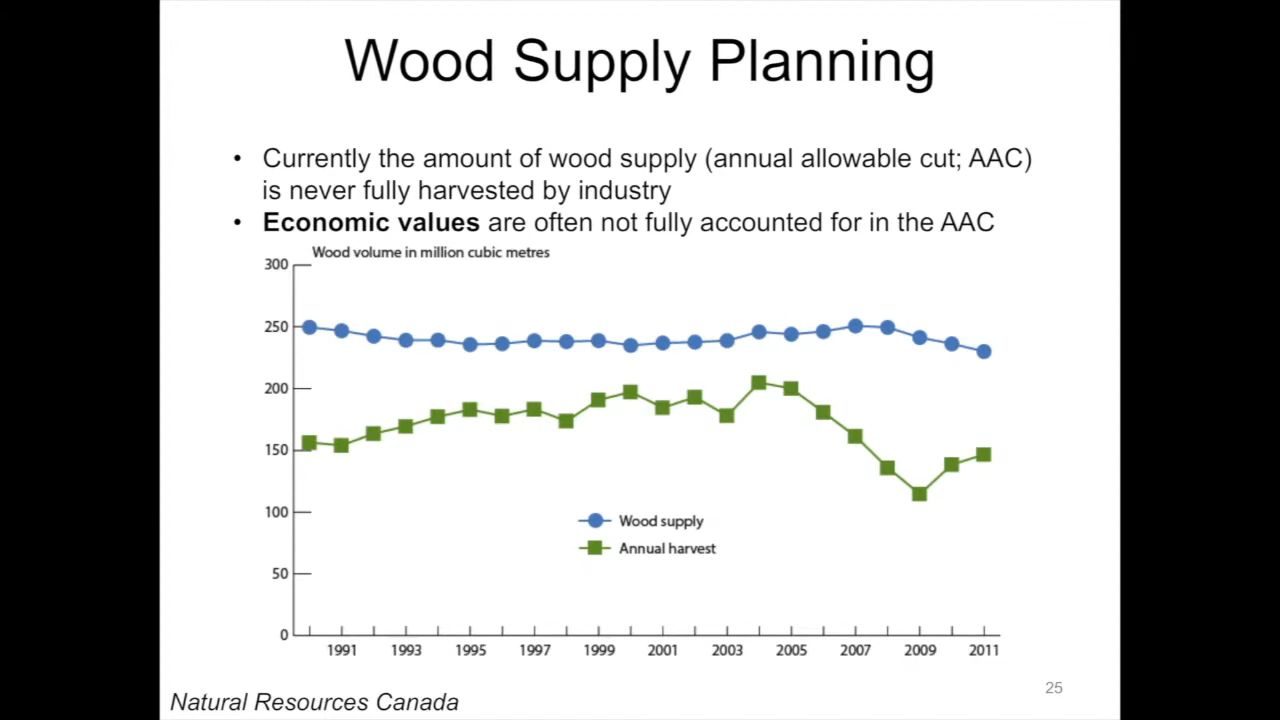 Wood Supply Planning
• Currently the amount of wood supply (annual allowable cut; AAC)
is never fully harvested by industry
• Economic values are often not fully accounted for in the AAC
Wood volume in million cubic metres
300
250
200
150
100
50
0
Wood supply
Annual harvest
1991 1993 1995 1997 1999 2001 2003 2005 2007 2009 2011
25
Natural Resources Canada